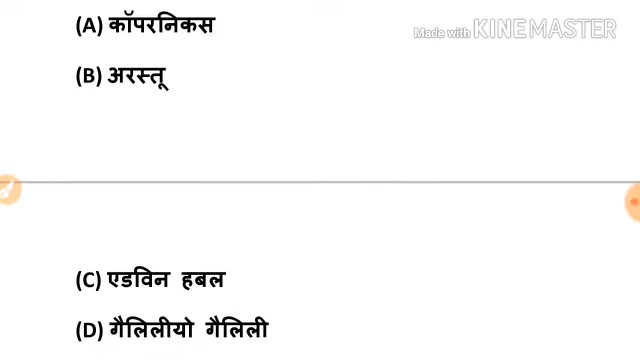 (A) कॉपरनिकस
Made with KINEMASTER
(B) अरस्तू
(C) एडविन हबल
(D) गैलिलीयो गैलिली